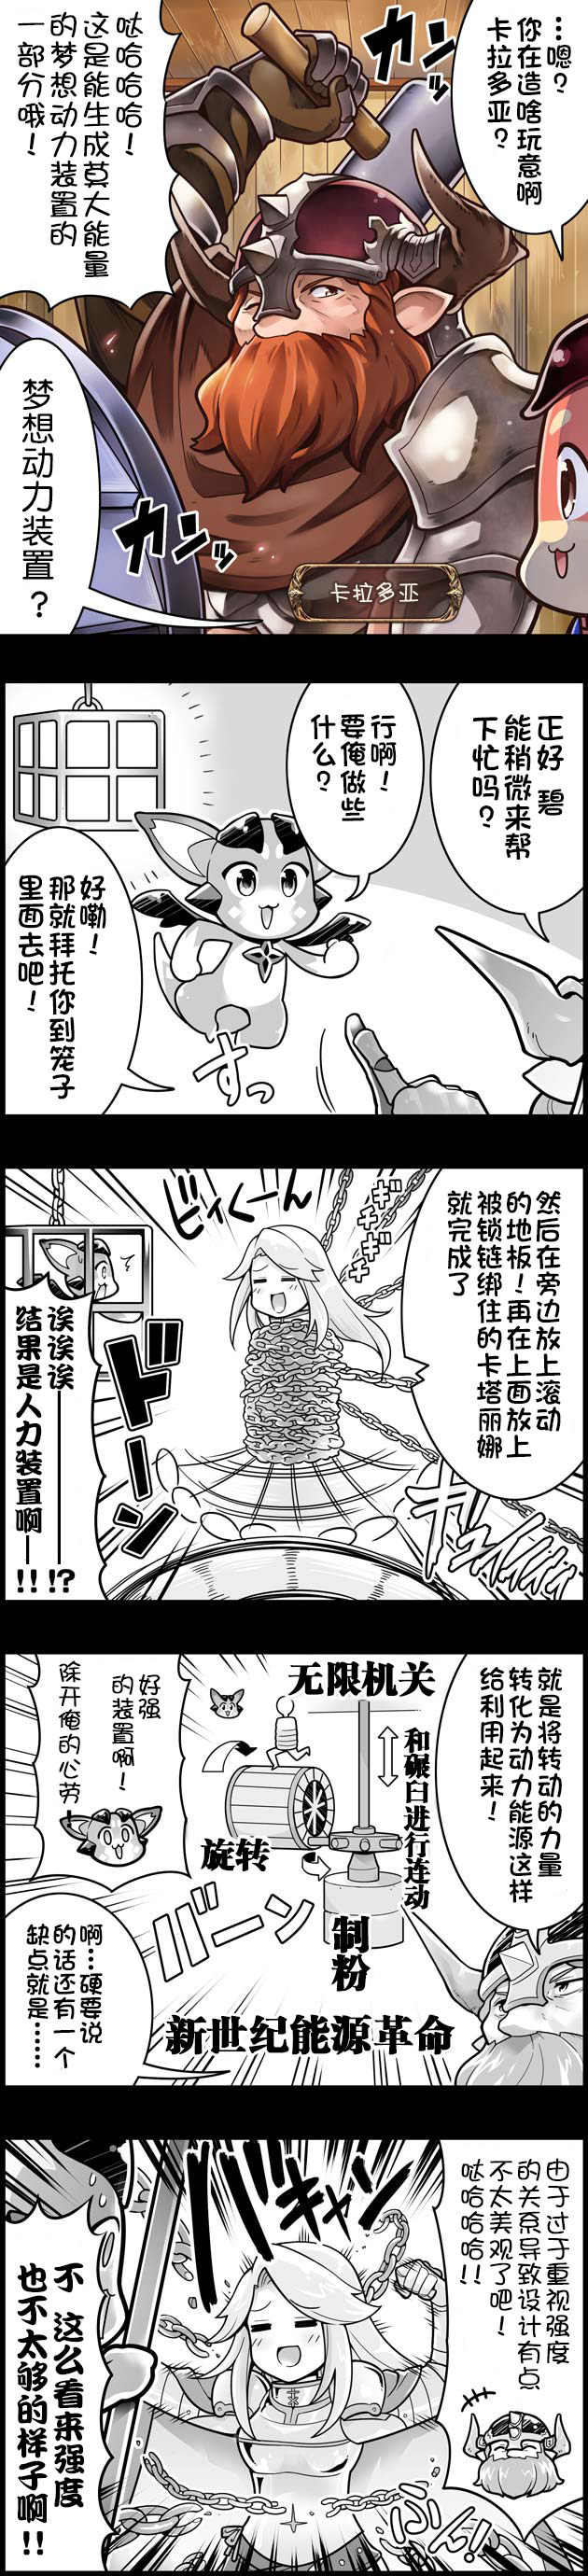 …嗯?
你在造啥玩意啊
卡拉多亚?
カンッ
哒哈哈哈!
这是能生成莫大能量
的梦想动力装置的
一部分哦!
梦想动力装置?
カンッ
卡拉多亚
正好 碧
能稍微来帮
下忙吗?
行啊!
要俺做些
什么?
好嘞!
那就拜托你到笼子
里面去吧!
すっ
然后在旁边放上滚动
的地板!再在上面放上
被锁链绑住的卡塔丽娜
就完成了
ギチギチ
ビィくーん
诶诶诶————
结果是人力装置啊—
!! !?
ドーン
就是将转动的力量
转化为动力能源这样
给利用起来!
无限机关
和碾臼进行连动
旋转
制粉
新世纪能源革命
バーン
好强
的装置啊!
除开俺的心劳!
啊…硬要说
的话还有一个
缺点就是……
由于过于重视强度
的关系导致设计有点
不太美观了吧!
哒哈哈哈!!
バキャン
ぶん!
不 这么看来强度
也不太够的样子啊!!